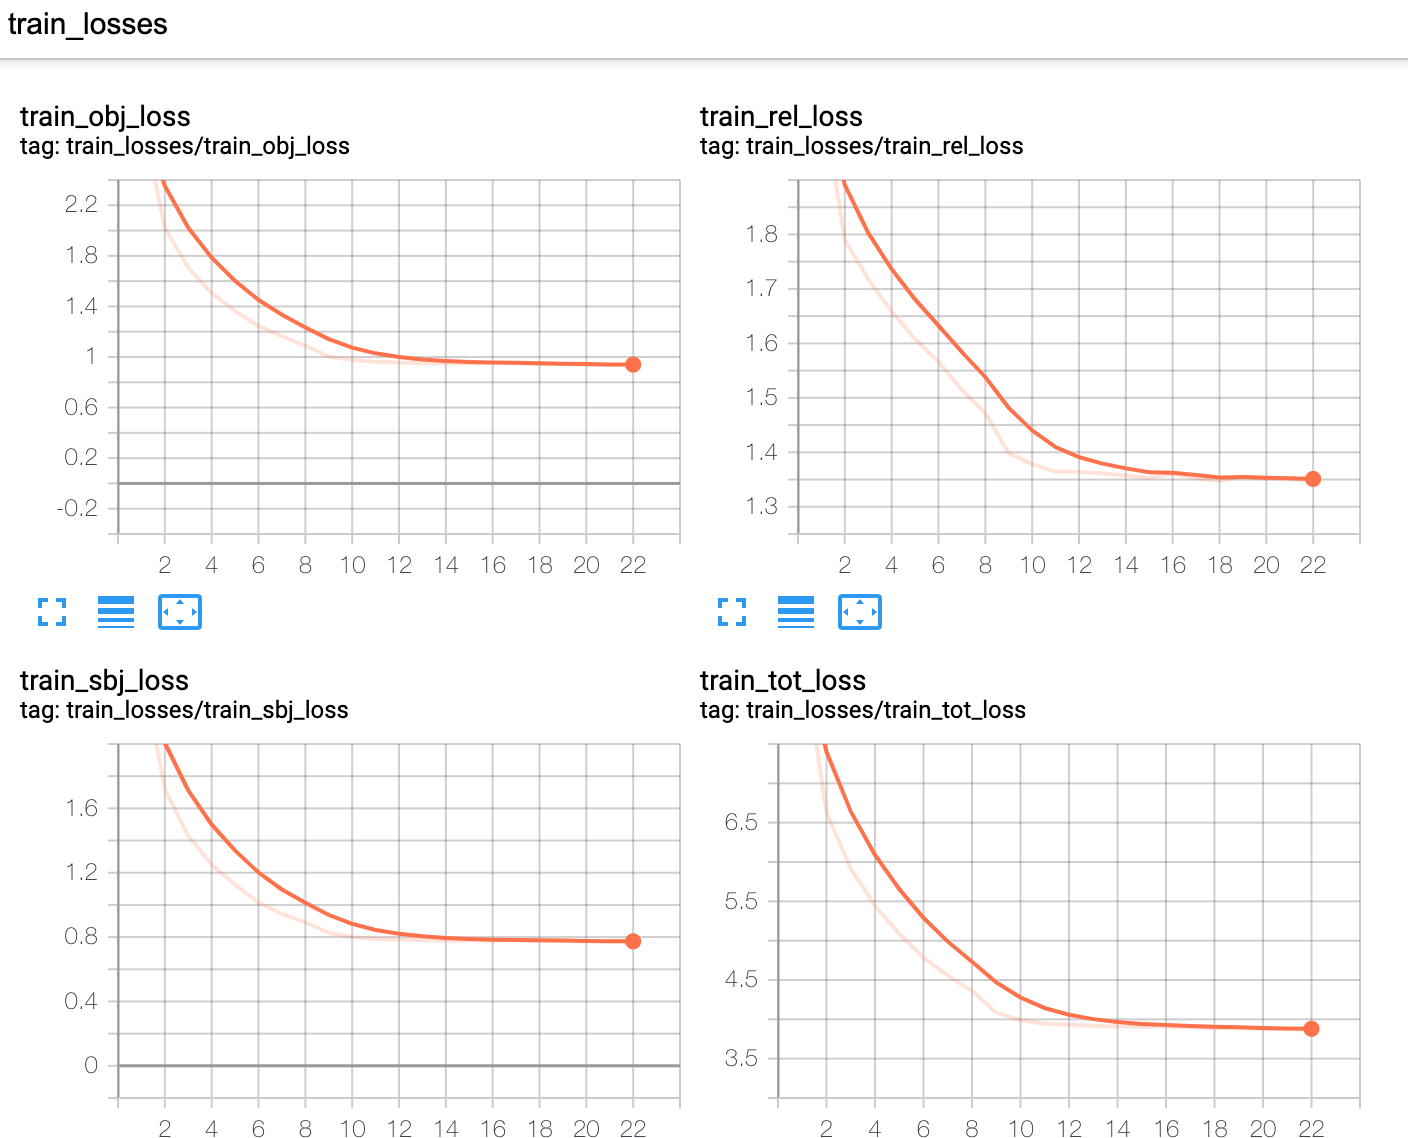 train_losses
train_obj_loss
tag: train_losses/train_obj_loss
2.2
1.8
1.4
1
0.6
0.2
-0.2
2 4 6 8 10 12 14 16 18 20 22
train_rel_loss
tag: train_losses/train_rel_loss
1.8
1.7
1.6
1.5
1.4
1.3
2 4 6 8 10 12 14 16 18 20 22
train_sbj_loss
tag: train_losses/train_sbj_loss
1.6
1.2
0.8
0.4
0
2 4 6 8 10 12 14 16 18 20 22
train_tot_loss
tag: train_losses/train_tot_loss
6.5
5.5
4.5
3.5
2 4 6 8 10 12 14 16 18 20 22